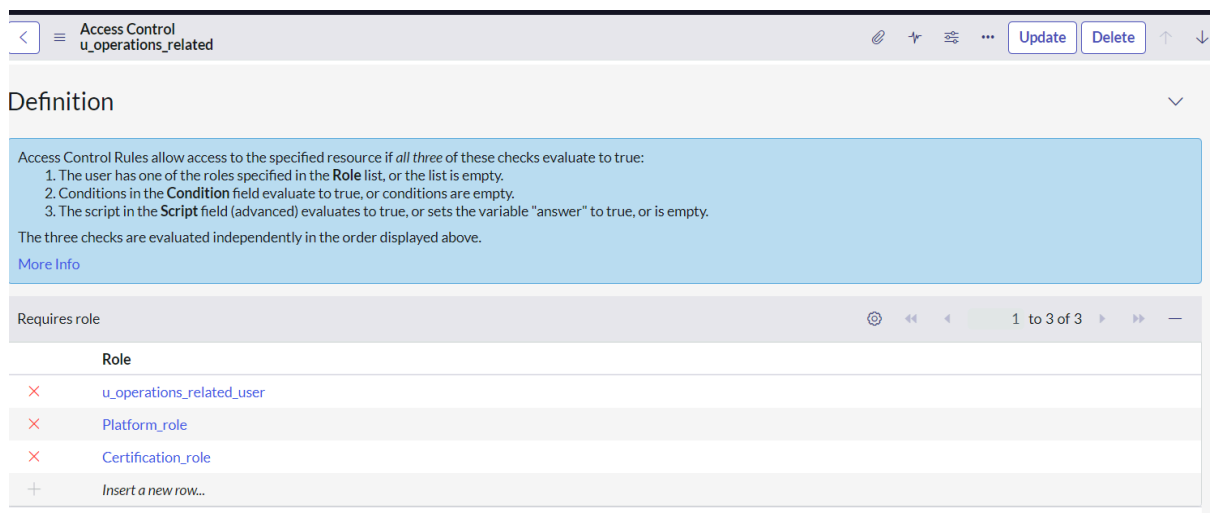 Access Control
u_operations_related
Update
Delete
Definition
Access Control Rules allow access to the specified resource if all three of these checks evaluate to true:
1. The user has one of the roles specified in the Role list, or the list is empty.
2. Conditions in the Condition field evaluate to true, or conditions are empty.
3. The script in the Script field (advanced) evaluates to true, or sets the variable "answer" to true, or is empty.
The three checks are evaluated independently in the order displayed above.
More Info
Requires role
1 to 3 of 3
Role
u_operations_related_user
Platform_role
Certification_role
Insert a new row...